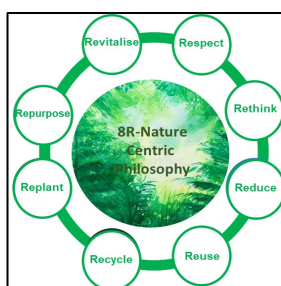 Revitalise
Respect
Repurpose
Rethink
8R-Nature
Centric
Philosophy
Replant
Reduce
Recycle
Reuse